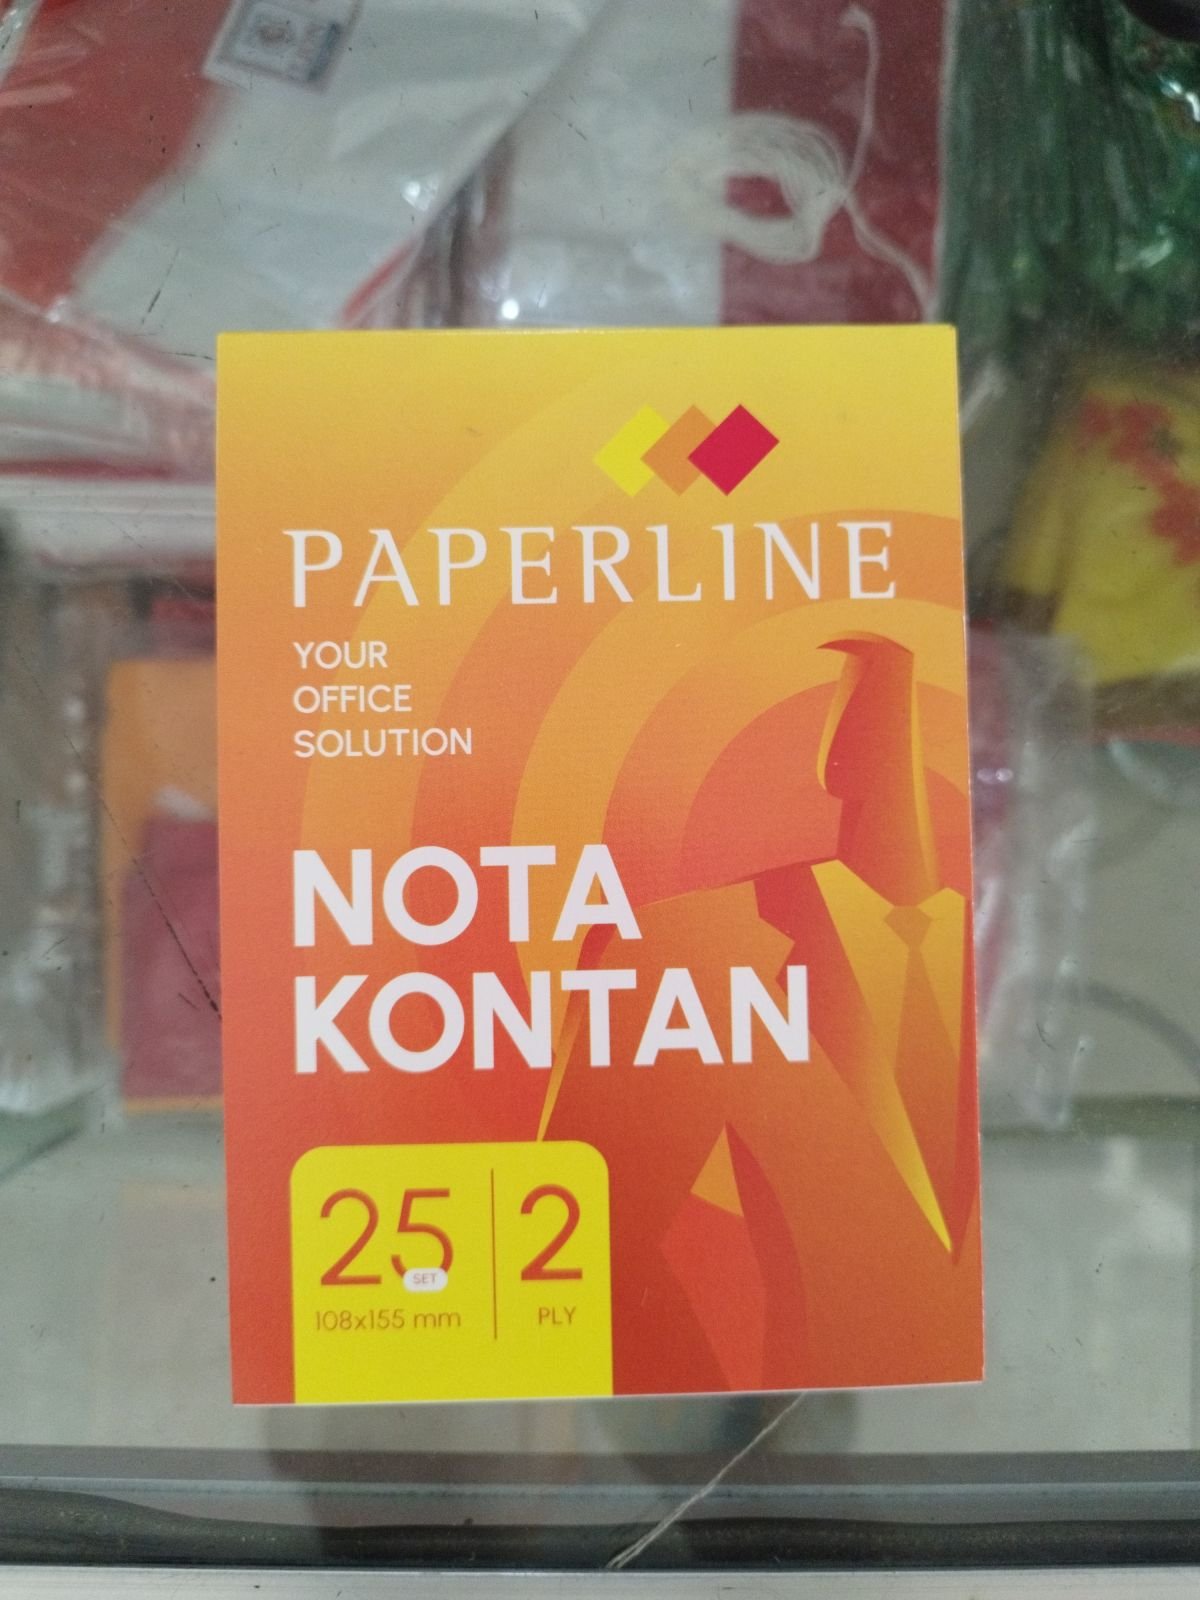 PAPERLINE
YOUR
OFFICE
SOLUTION
NOTA
KONTAN
25 SET
108x155 mm
2
PLY